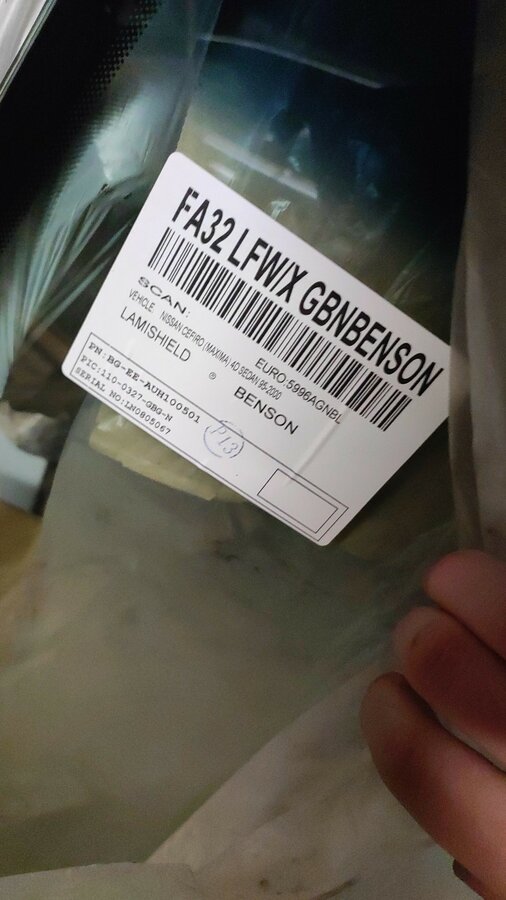 FA32 LFW/X GBNBENSON
SCAN:
EURO:5996AGNBL
VEHICLE NISSAN CEFIRO (MAXIMA) 4D SEDAN 95-2000
LAMISHIELD ® BENSON
PN:BG-EE-AUH100501
PIC:110-0327-GBG-N
SERIAL NO:LN0805067
P13